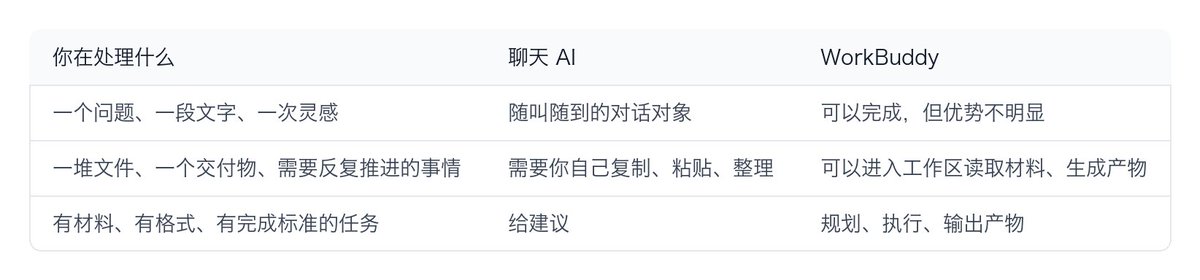 你在处理什么 聊天 AI WorkBuddy
一个问题、一段文字、一次灵感 随叫随到的对话对象 可以完成，但优势不明显
一堆文件、一个交付物、需要反复推进的事情 需要你自己复制、粘贴、整理 可以进入工作区读取材料、生成产物
有材料、有格式、有完成标准的任务 给建议 规划、执行、输出产物